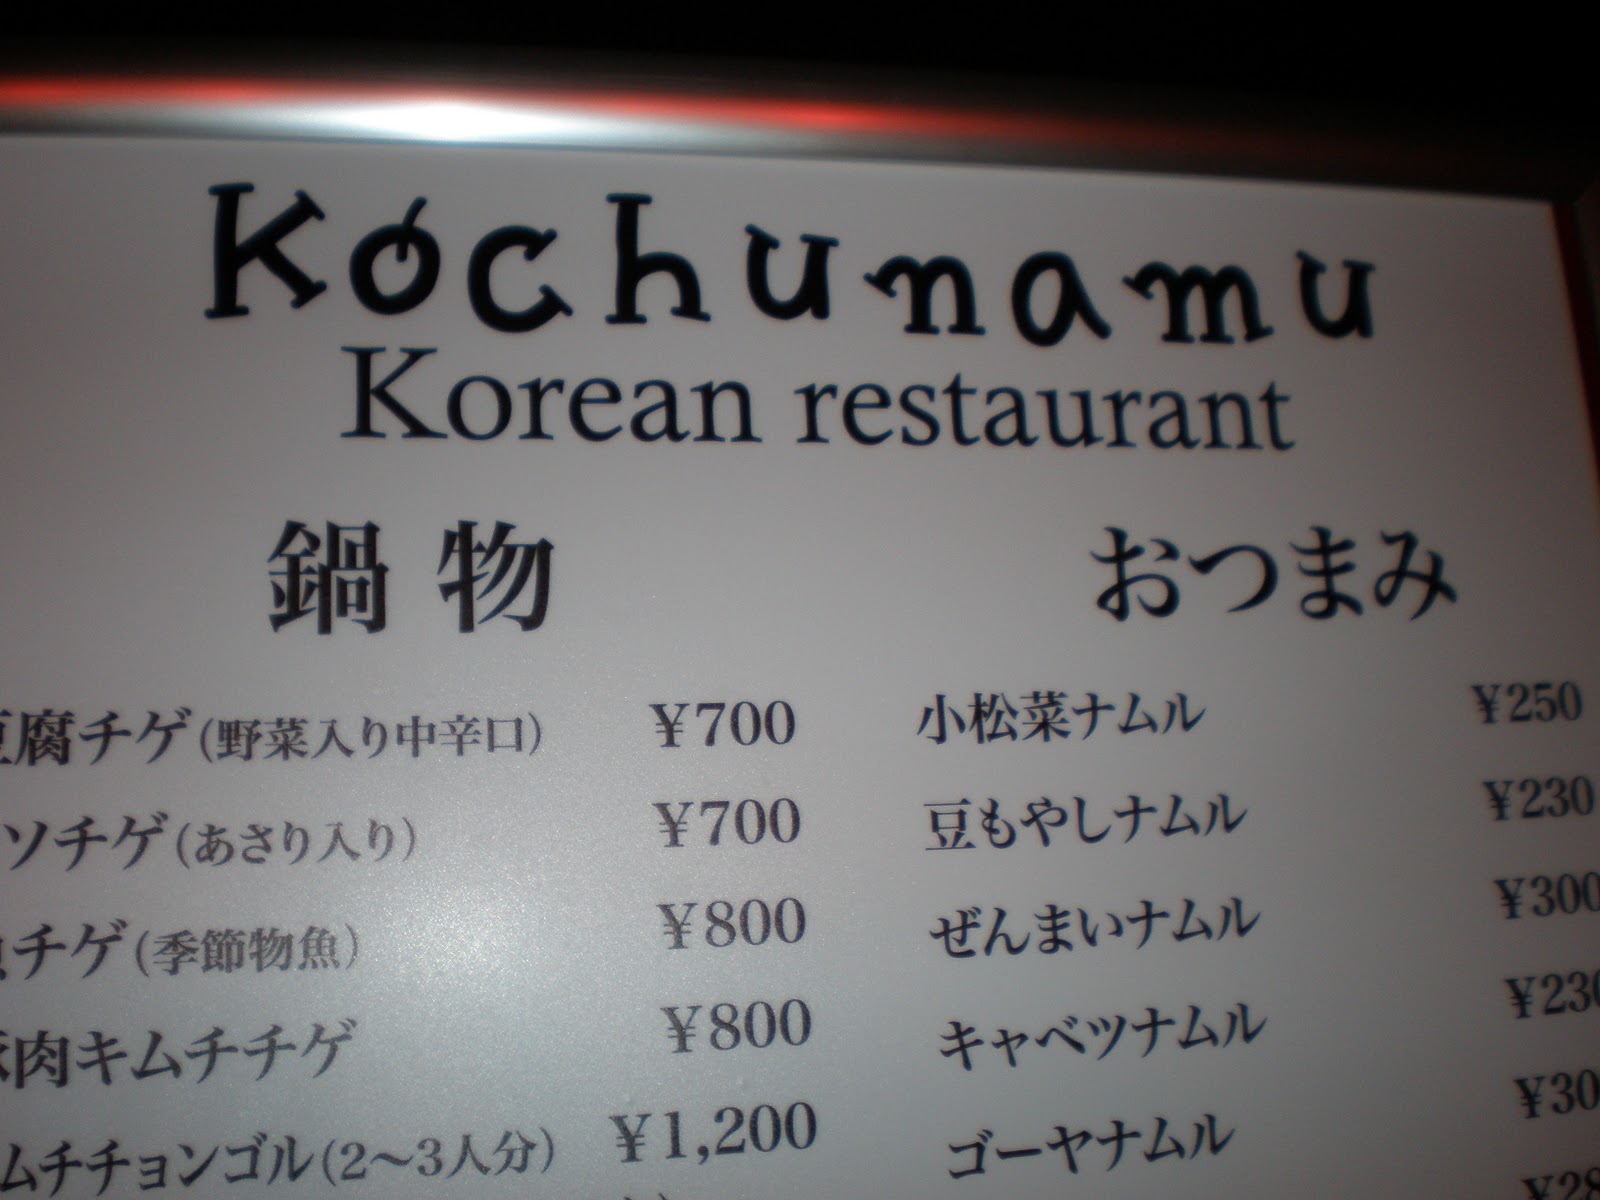 Kochunamu
Korean restaurant
鍋物
腐チゲ(野菜入り中辛口) ¥700
ソチゲ(あさり入り) ¥700
チゲ(季節物魚) ¥800
肉キムチチゲ ¥800
ムチチョンゴル(2〜3人分) ¥1,200
おつまみ
小松菜ナムル ¥250
豆もやしナムル ¥230
ぜんまいナムル ¥300
キャベツナムル ¥230
ゴーヤナムル ¥30